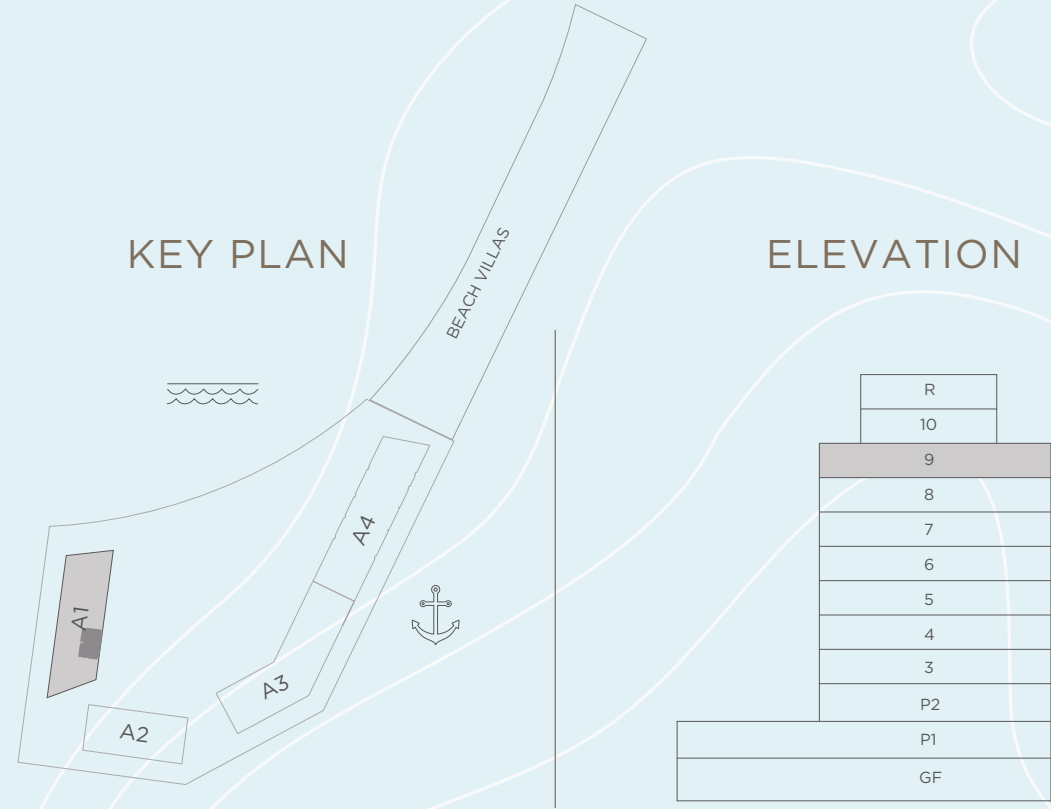 KEY PLAN
BEACH VILLAS
A4
A1
A3
A2
ELEVATION
R
10
9
8
7
6
5
4
3
P2
P1
GF